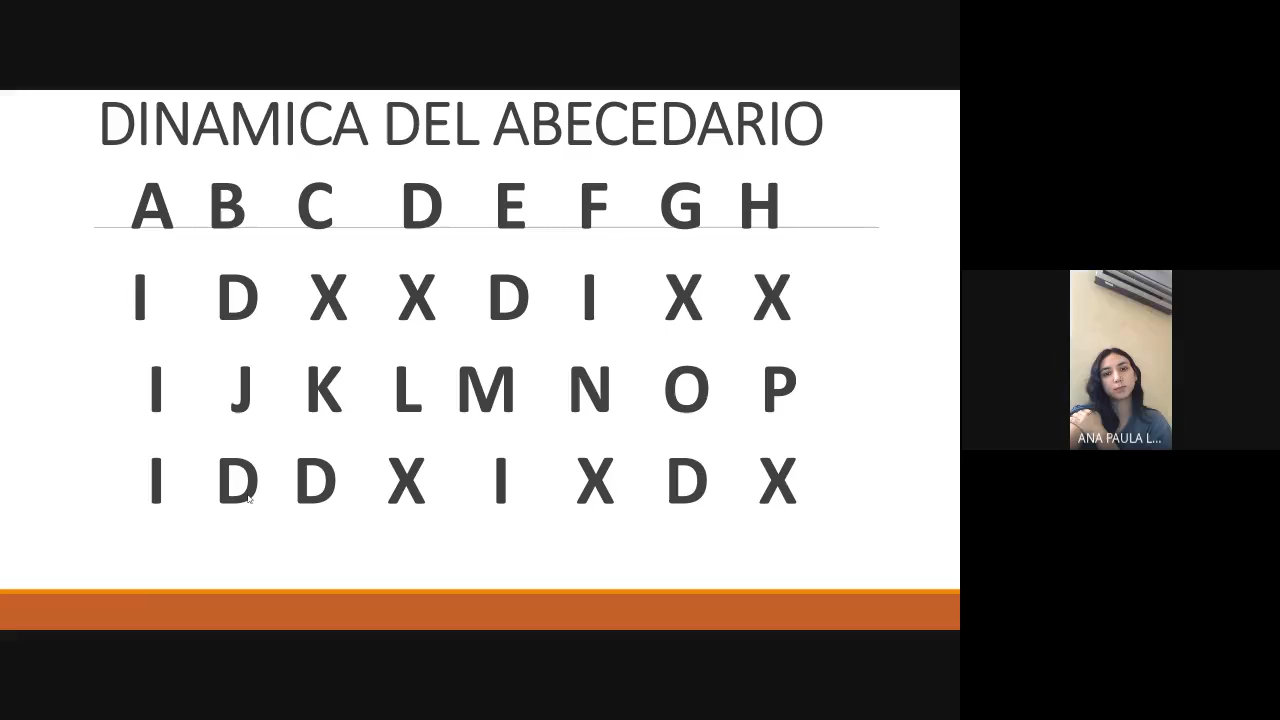 DINAMICA DEL ABECEDARIO
A B C D E F G H
I D X X D I X X
I J K L M N O P
I D D X I X D X
ANA PAULA L...